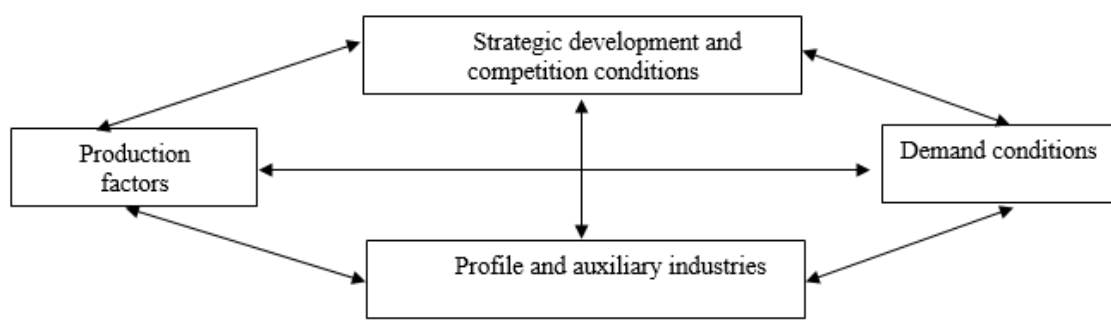 Strategic development and
competition conditions
Production
factors
Demand conditions
Profile and auxiliary industries